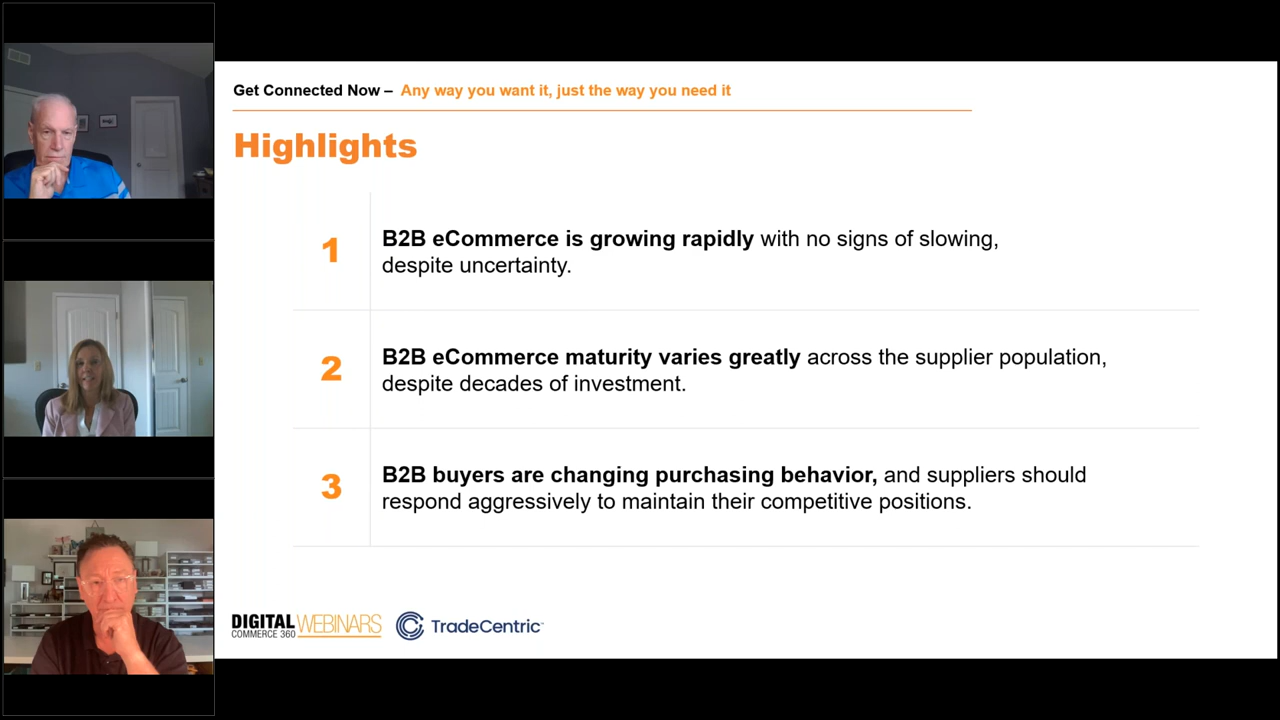 Get Connected Now – Any way you want it, just the way you need it
Highlights
1
B2B eCommerce is growing rapidly with no signs of slowing,
despite uncertainty.
2
B2B eCommerce maturity varies greatly across the supplier population,
despite decades of investment.
3
B2B buyers are changing purchasing behavior, and suppliers should
respond aggressively to maintain their competitive positions.
DIGITAL WEBINARS
COMMERCE 360
TradeCentric